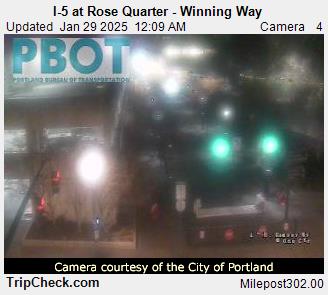 I-5 at Rose Quarter - Winning Way
Updated Jan 29 2025 12:09 AM Camera 4
PBOT
PORTLAND BUREAU OF TRANSPORTATION
Camera courtesy of the City of Portland
TripCheck.com Milepost302.00